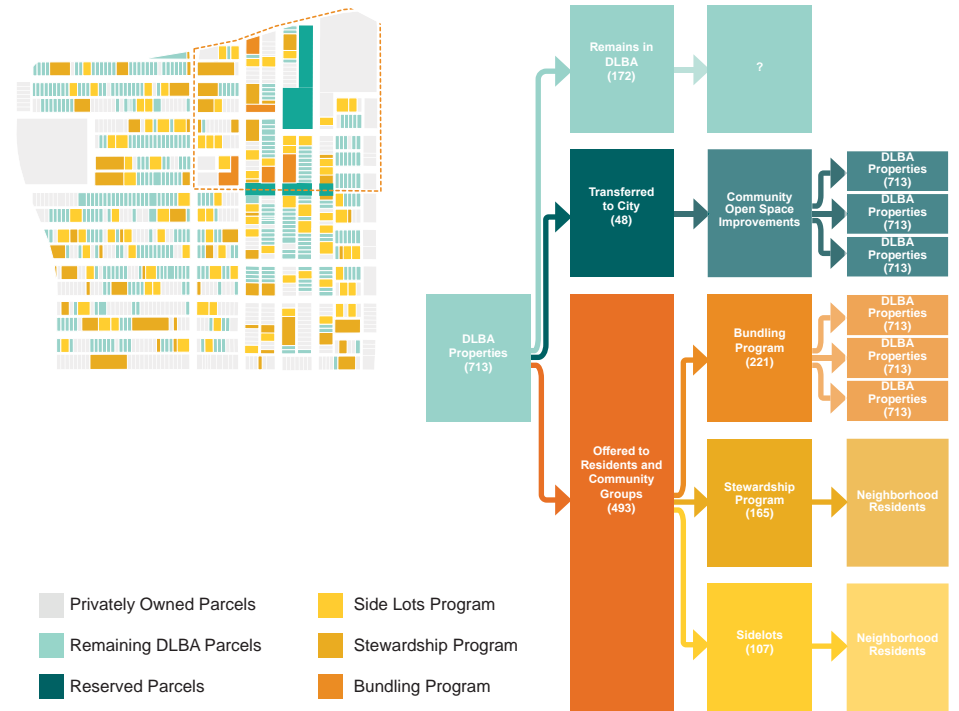 Remains in
DLBA
(172)
?
Transferred
to City
(48)
Community
Open Space
Improvements
DLBA
Properties
(713)
DLBA
Properties
(713)
DLBA
Properties
(713)
DLBA
Properties
(713)
Offered to
Residents and
Community
Groups
(493)
Bundling
Program
(221)
DLBA
Properties
(713)
DLBA
Properties
(713)
DLBA
Properties
(713)
Stewardship
Program
(165)
Neighborhood
Residents
Sidelots
(107)
Neighborhood
Residents
Privately Owned Parcels
Remaining DLBA Parcels
Reserved Parcels
Side Lots Program
Stewardship Program
Bundling Program